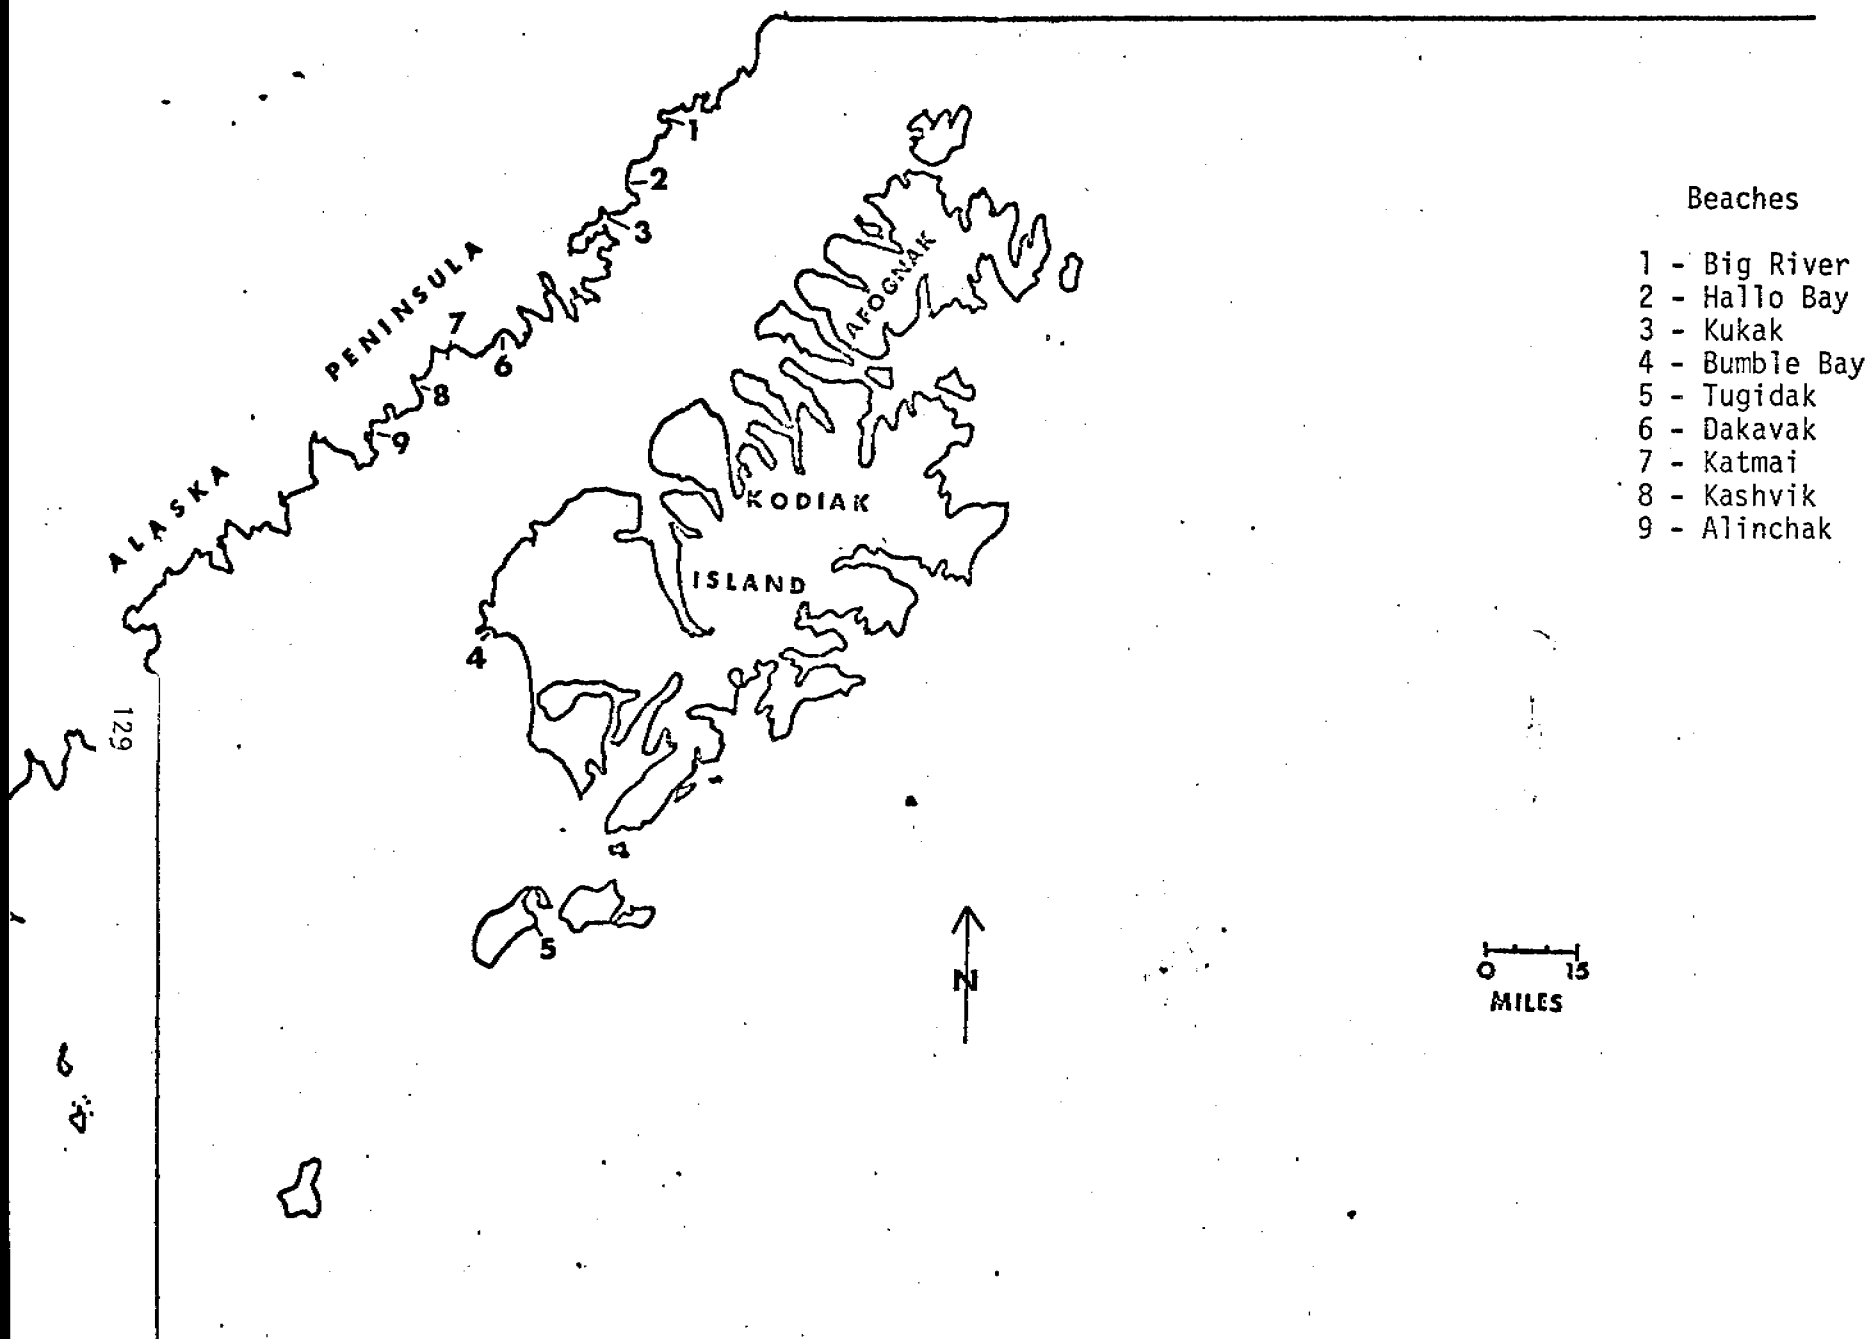 ALASKA PENINSULA
AFOGNAK
KODIAK
ISLAND
1
2
3
7
6
8
9
4
5
129
Beaches
1 - Big River
2 - Hallo Bay
3 - Kukak
4 - Bumble Bay
5 - Tugidak
6 - Dakavak
7 - Katmai
8 - Kashvik
9 - Alinchak
N
0 15
MILES